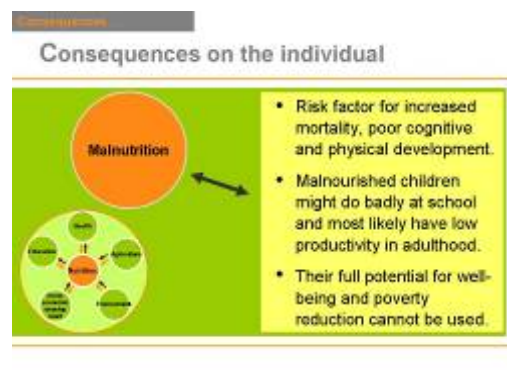 Consequences
Consequences on the individual
Malnutrition
• Risk factor for increased
mortality, poor cognitive
and physical development.
• Malnourished children
might do badly at school
and most likely have low
productivity in adulthood.
• Their full potential for well-
being and poverty
reduction cannot be used.
Health
Education
Agriculture
Nutrition
Environment